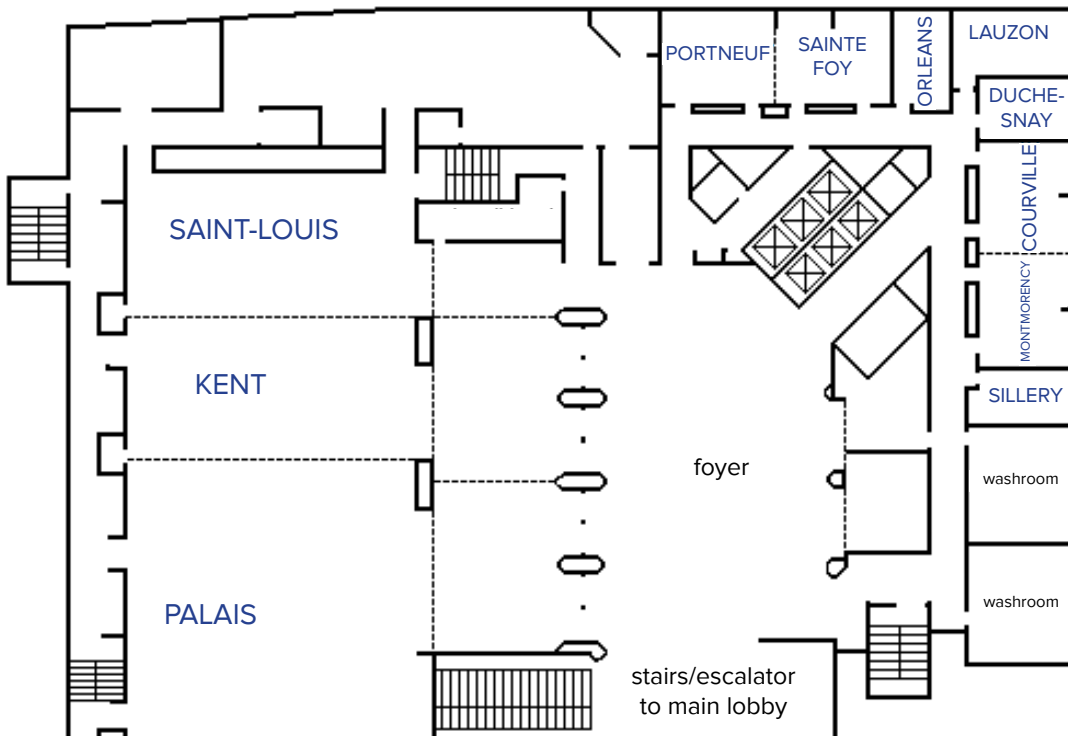 PORTNEUF
SAINTE
FOY
ORLEANS
LAUZON
DUCHE-
SNAY
COURVILLE
SAINT-LOUIS
MONTMORENCY
KENT
SILLERY
foyer
washroom
PALAIS
washroom
stairs/escalator
to main lobby